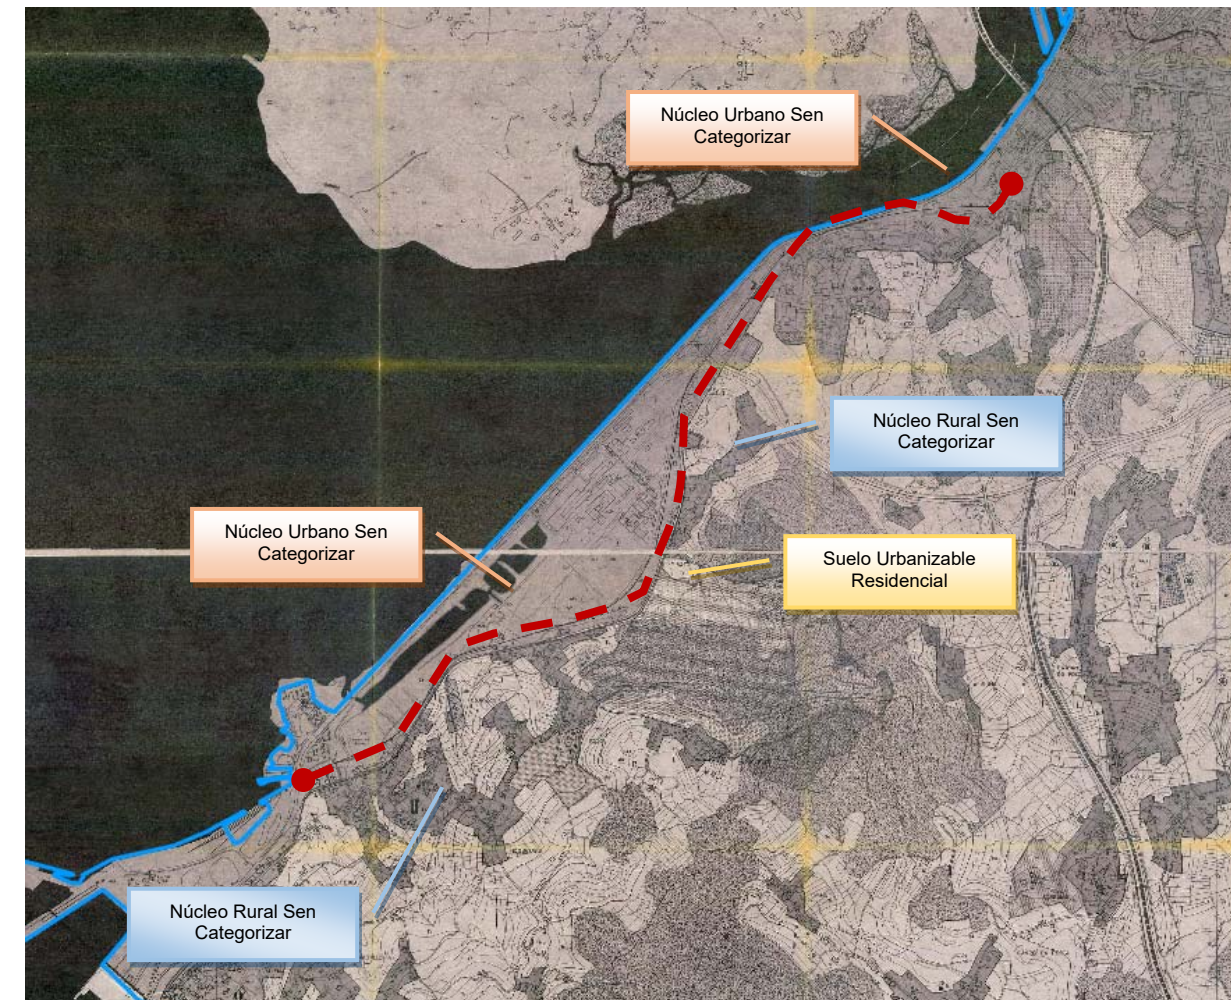 Núcleo Urbano Sen
Categorizar
Núcleo Rural Sen
Categorizar
Núcleo Urbano Sen
Categorizar
Suelo Urbanizable
Residencial
Núcleo Rural Sen
Categorizar